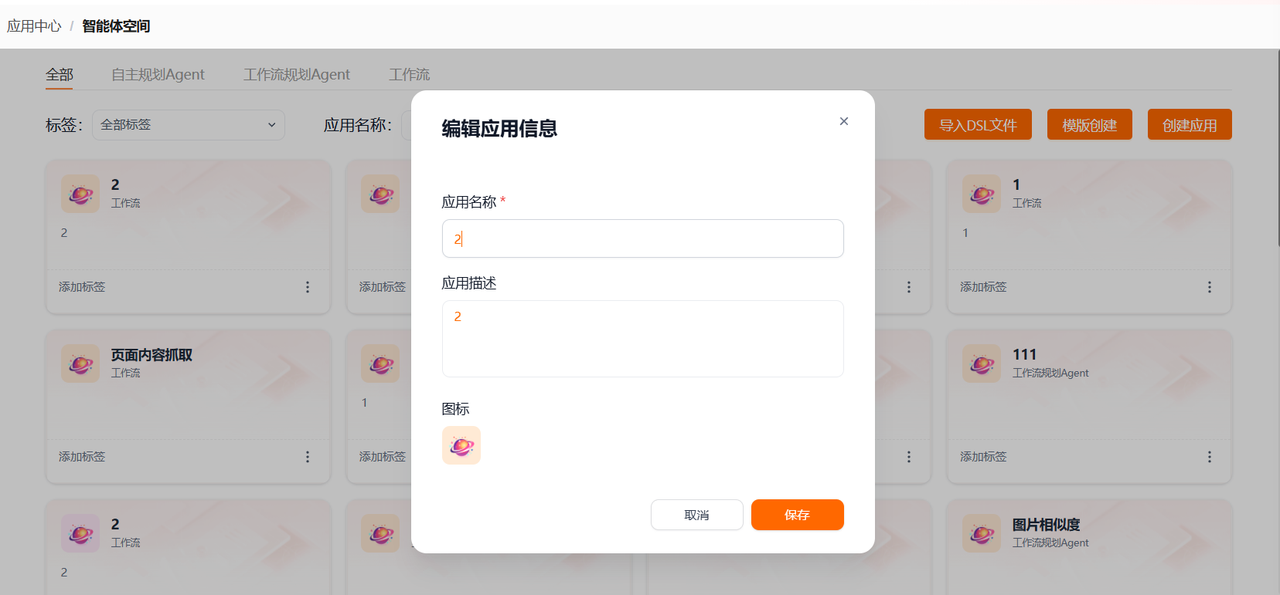 应用中心 / 智能体空间
全部 自主规划Agent 工作流规划Agent 工作流
标签： 全部标签 应用名称： 导入DSL文件 模版创建 创建应用
编辑应用信息
应用名称 *
2
应用描述
2
图标
取消 保存
2
工作流
2
添加标签
添加标签
1
工作流
1
添加标签
页面内容抓取
工作流
添加标签
1
添加标签
111
工作流规划Agent
添加标签
2
工作流
2
图片相似度
工作流规划Agent